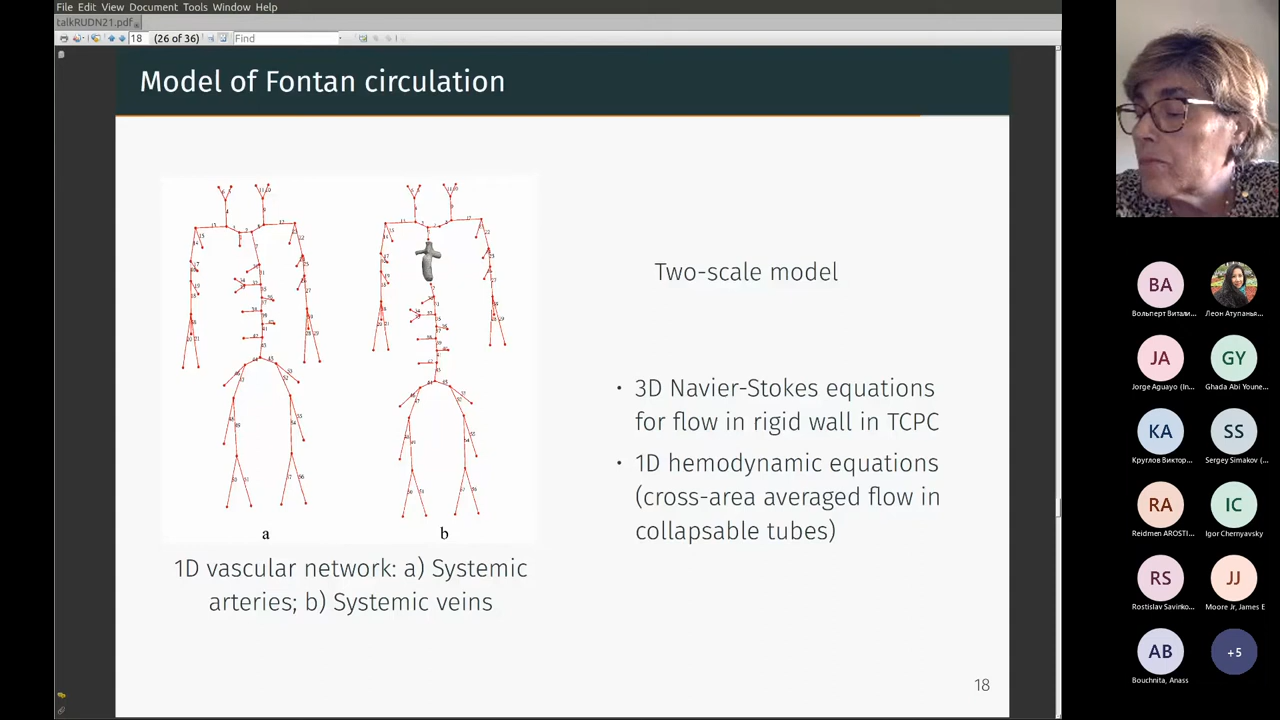 File Edit View Document Tools Window Help
talkRUDN21.pdf
18 (26 of 36) Find
Model of Fontan circulation
Two-scale model
• 3D Navier-Stokes equations
for flow in rigid wall in TCPC
• 1D hemodynamic equations
(cross-area averaged flow in
collapsable tubes)
a b
1D vascular network: a) Systemic
arteries; b) Systemic veins
18
BA
Вольперт Витали...
Леон Атупанья...
JA
Jorge Aguayo (In...
GY
Ghada Abi Youne...
KA
Круглов Виктор...
SS
Sergey Simakov (...
RA
Reidmen AROSTI...
IC
Igor Chernyavsky
RS
Rostislav Savinko...
JJ
Moore Jr, James E
AB
Bouchnita, Anass
+5